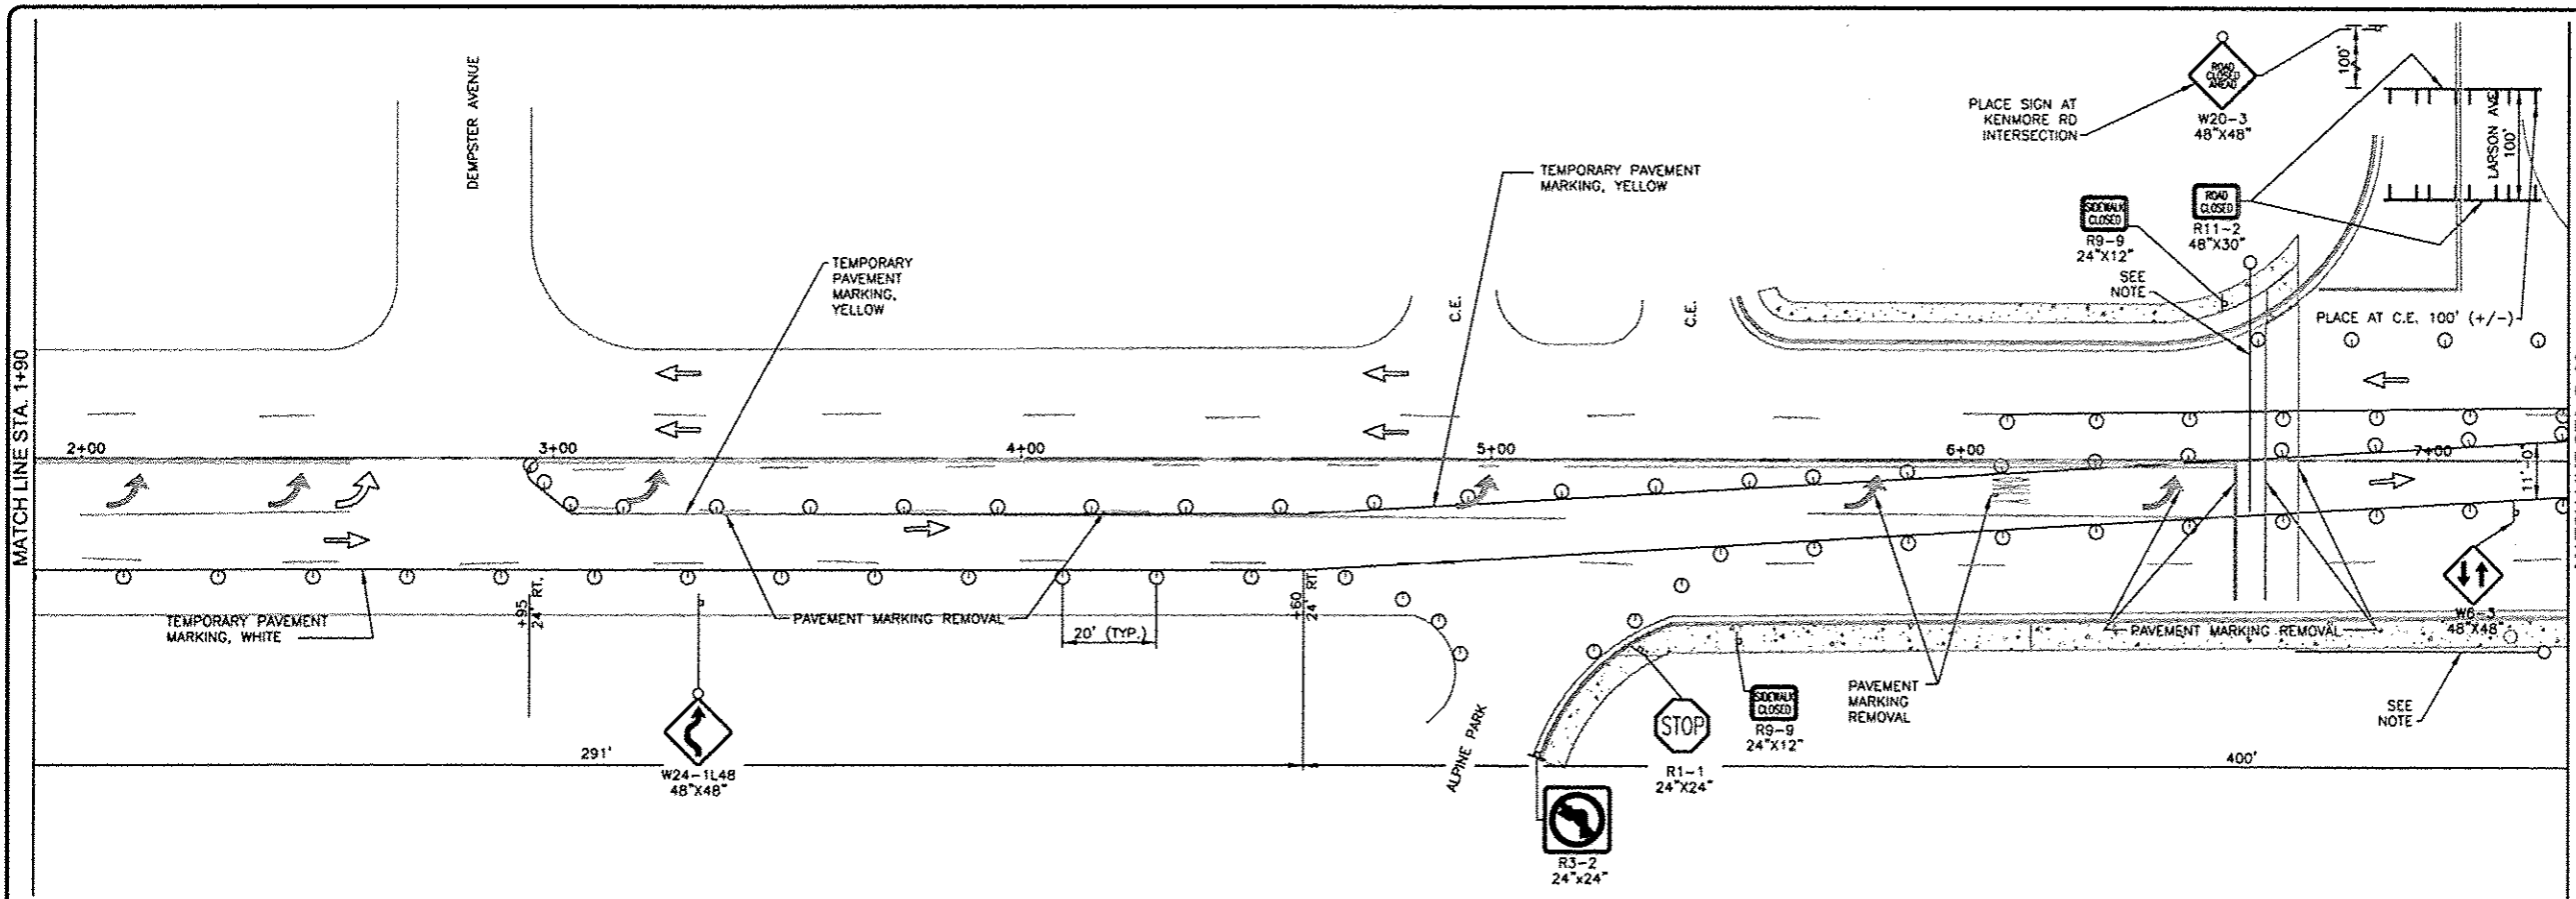 MATCH LINE STA. 1+90
DEMPSTER AVENUE
PLACE SIGN AT
KENMORE RD
INTERSECTION
ROAD
CLOSED
AHEAD
W20-3
48"X48"
100'
LARSON AVE
100'
TEMPORARY PAVEMENT
MARKING, YELLOW
SIDEWALK
CLOSED
R9-9
24"X12"
ROAD
CLOSED
R11-2
48"X30"
SEE
NOTE
PLACE AT C.E. 100' (+/-)
TEMPORARY
PAVEMENT
MARKING,
YELLOW
C.E.
C.E.
2+00
3+00
4+00
5+00
6+00
7+00
11'-0"
TEMPORARY PAVEMENT
MARKING, WHITE
+95
24' RT.
PAVEMENT MARKING REMOVAL
20' (TYP.)
+60
24' RT
W6-3
48"X48"
PAVEMENT MARKING REMOVAL
PAVEMENT
MARKING
REMOVAL
SEE
NOTE
SIDEWALK
CLOSED
R9-9
24"X12"
STOP
R1-1
24"X24"
ALPINE PARK
291'
400'
W24-1L48
48"X48"
R3-2
24"x24"